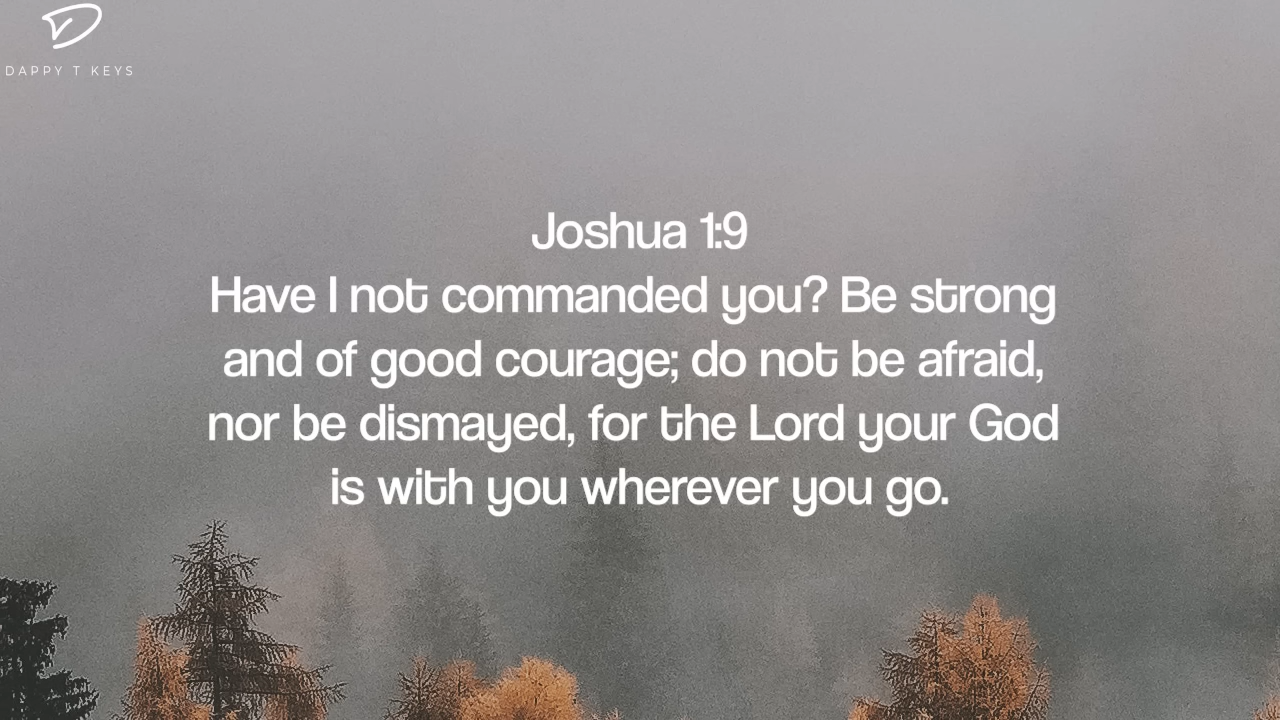 DAPPY T KEYS
Joshua 1:9
Have I not commanded you? Be strong
and of good courage; do not be afraid,
nor be dismayed, for the Lord your God
is with you wherever you go.